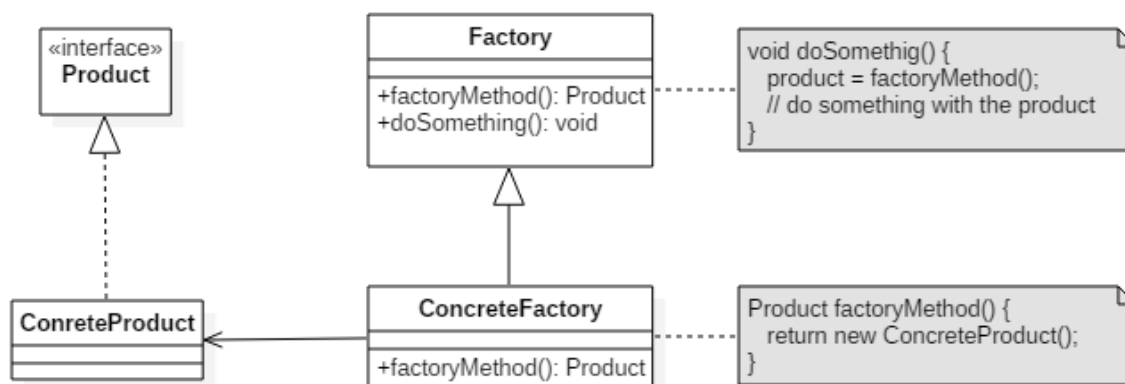 «interface»
Product
Factory
+factoryMethod(): Product
+doSomething(): void
void doSomethig() {
product = factoryMethod();
// do something with the product
}
ConreteProduct
ConcreteFactory
+factoryMethod(): Product
Product factoryMethod() {
return new ConcreteProduct();
}